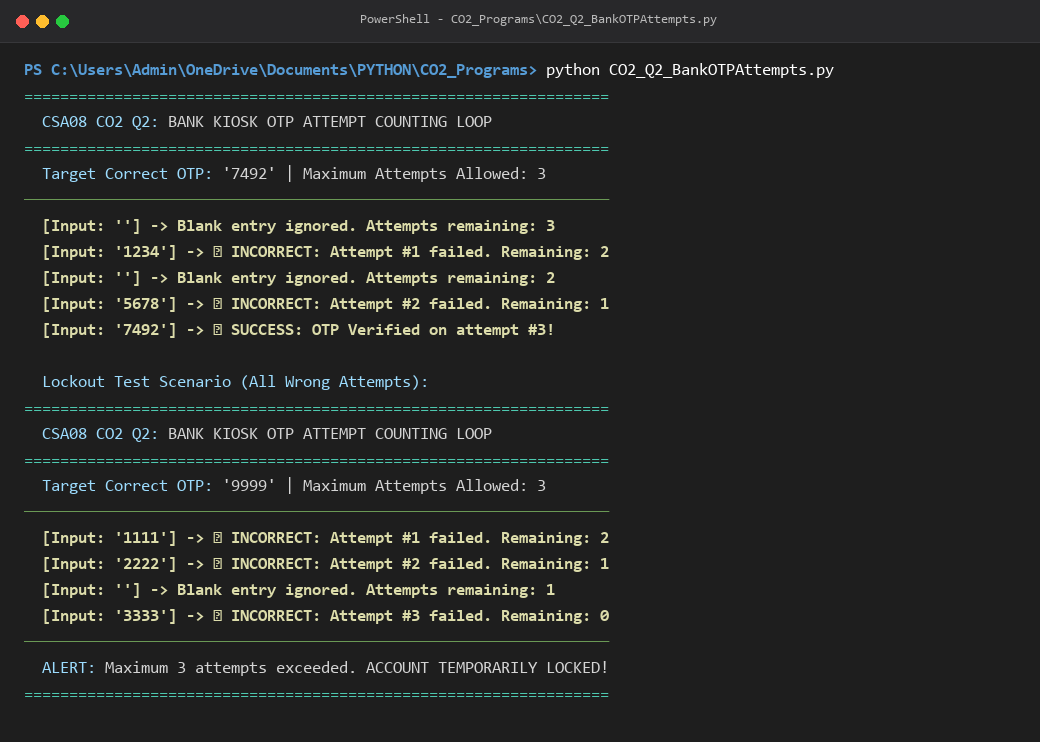 PowerShell - CO2_Programs\CO2_Q2_BankOTPAttempts.py
PS C:\Users\Admin\OneDrive\Documents\PYTHON\CO2_Programs> python CO2_Q2_BankOTPAttempts.py
=================================================================
CSA08 CO2 Q2: BANK KIOSK OTP ATTEMPT COUNTING LOOP
=================================================================
Target Correct OTP: '7492' | Maximum Attempts Allowed: 3
─────────────────────────────────────────────────────────────────
[Input: ''] -> Blank entry ignored. Attempts remaining: 3
[Input: '1234'] -> INCORRECT: Attempt #1 failed. Remaining: 2
[Input: ''] -> Blank entry ignored. Attempts remaining: 2
[Input: '5678'] -> INCORRECT: Attempt #2 failed. Remaining: 1
[Input: '7492'] -> SUCCESS: OTP Verified on attempt #3!
Lockout Test Scenario (All Wrong Attempts):
=================================================================
CSA08 CO2 Q2: BANK KIOSK OTP ATTEMPT COUNTING LOOP
=================================================================
Target Correct OTP: '9999' | Maximum Attempts Allowed: 3
─────────────────────────────────────────────────────────────────
[Input: '1111'] -> INCORRECT: Attempt #1 failed. Remaining: 2
[Input: '2222'] -> INCORRECT: Attempt #2 failed. Remaining: 1
[Input: ''] -> Blank entry ignored. Attempts remaining: 1
[Input: '3333'] -> INCORRECT: Attempt #3 failed. Remaining: 0
─────────────────────────────────────────────────────────────────
ALERT: Maximum 3 attempts exceeded. ACCOUNT TEMPORARILY LOCKED!
=================================================================